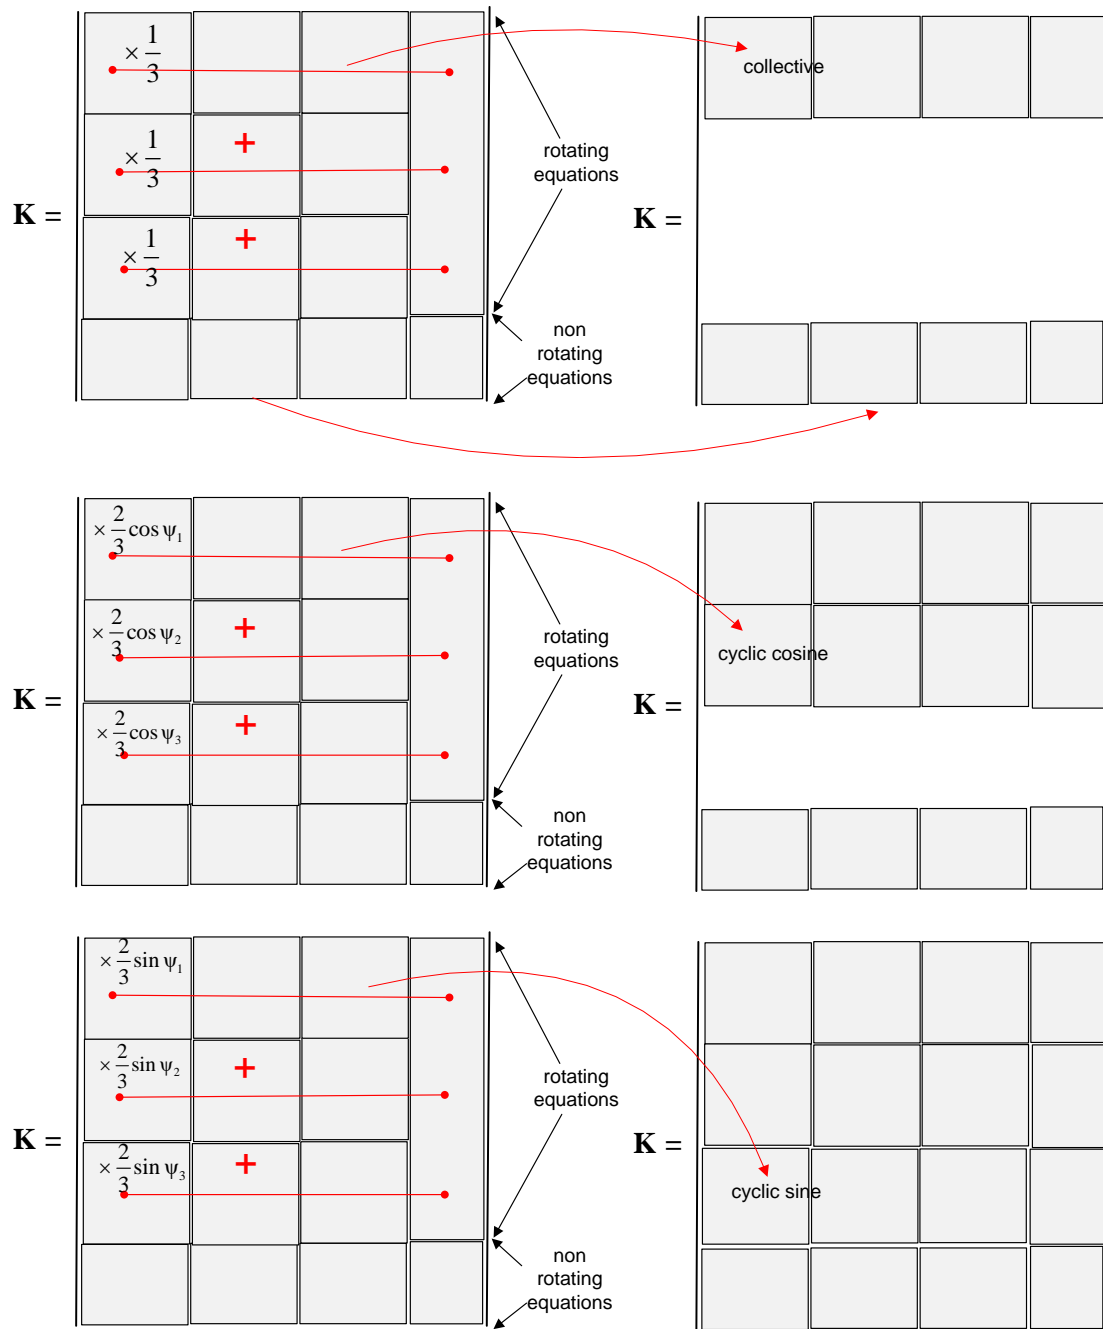 × 1/3
collective
× 1/3
+
rotating
equations
K =
K =
+
× 1/3
non
rotating
equations
× 2/3 cos ψ₁
× 2/3 cos ψ₂
+
rotating
equations
cyclic cosine
K =
K =
× 2/3 cos ψ₃
+
non
rotating
equations
× 2/3 sin ψ₁
× 2/3 sin ψ₂
+
rotating
equations
K =
K =
× 2/3 sin ψ₃
+
cyclic sine
non
rotating
equations